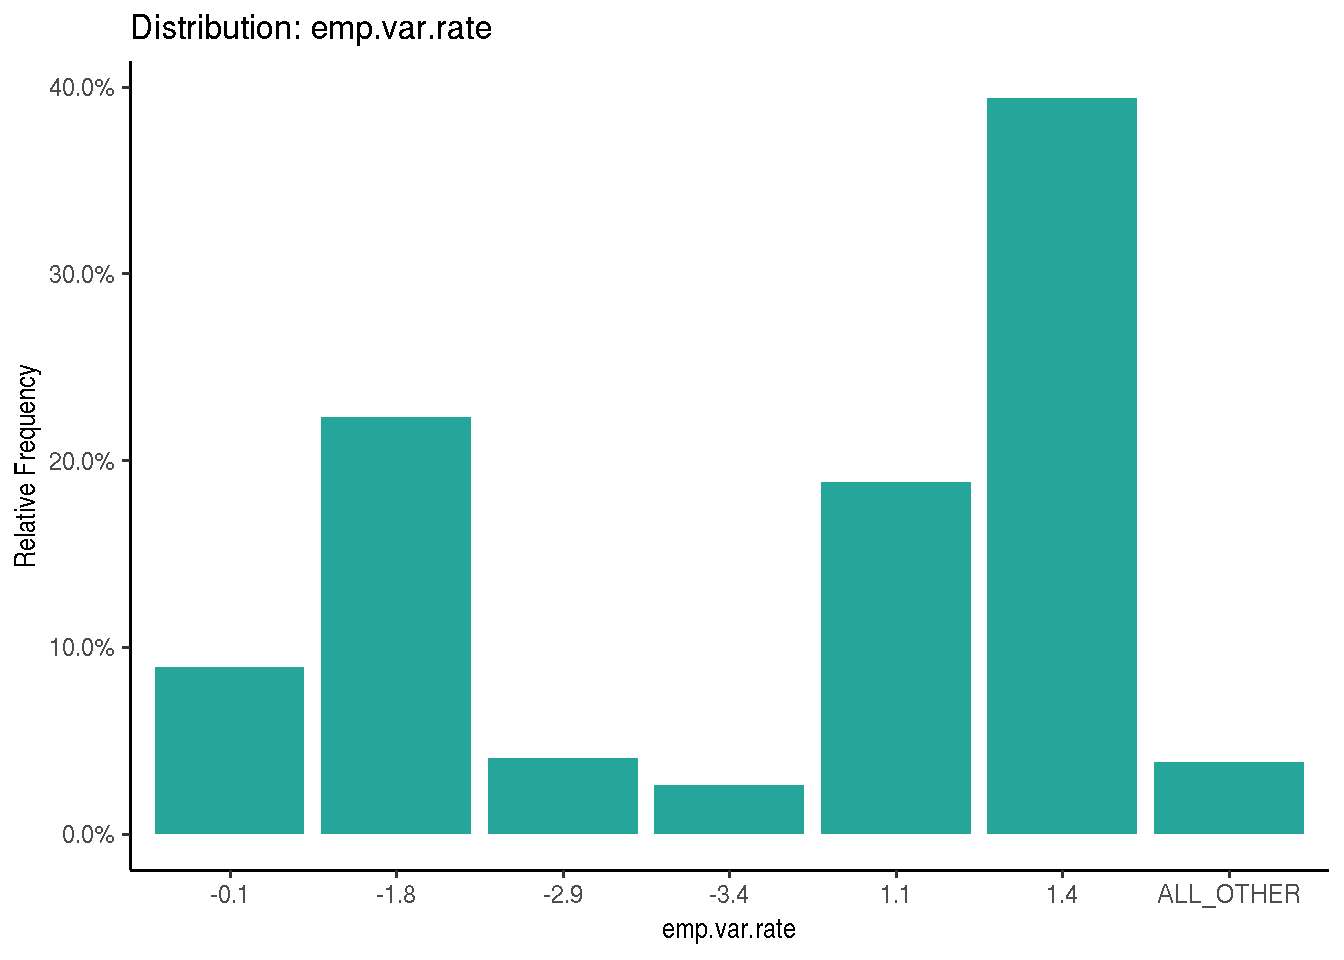 Distribution: emp.var.rate
40.0%
30.0%
20.0%
10.0%
0.0%
Relative Frequency
-0.1 -1.8 -2.9 -3.4 1.1 1.4 ALL_OTHER
emp.var.rate